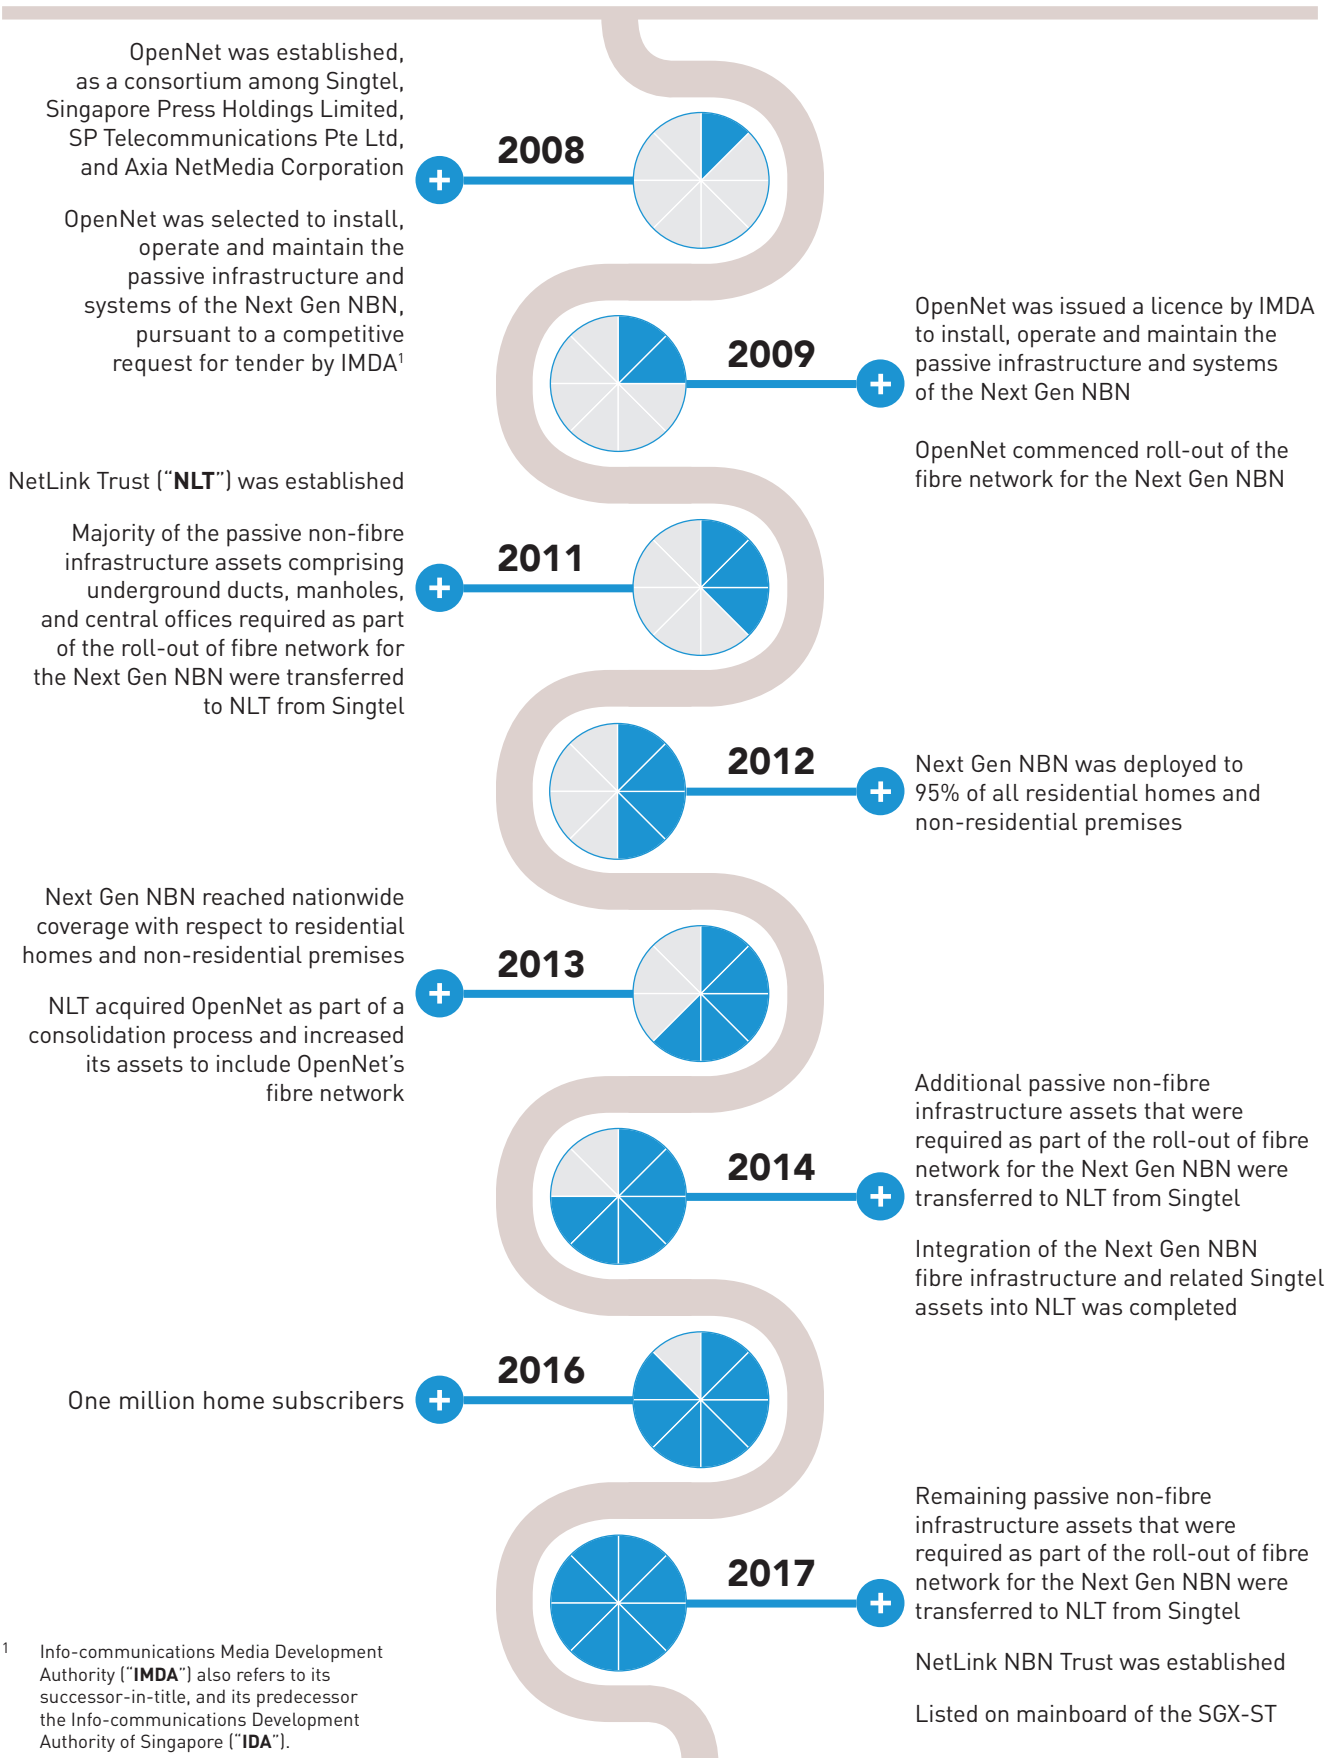 OpenNet was established,
as a consortium among Singtel,
Singapore Press Holdings Limited,
SP Telecommunications Pte Ltd,
and Axia NetMedia Corporation
2008
OpenNet was selected to install,
operate and maintain the
passive infrastructure and
systems of the Next Gen NBN,
pursuant to a competitive
request for tender by IMDA¹
2009
OpenNet was issued a licence by IMDA
to install, operate and maintain the
passive infrastructure and systems
of the Next Gen NBN
OpenNet commenced roll-out of the
fibre network for the Next Gen NBN
NetLink Trust (“NLT”) was established
2011
Majority of the passive non-fibre
infrastructure assets comprising
underground ducts, manholes,
and central offices required as part
of the roll-out of fibre network for
the Next Gen NBN were transferred
to NLT from Singtel
2012
Next Gen NBN was deployed to
95% of all residential homes and
non-residential premises
Next Gen NBN reached nationwide
coverage with respect to residential
homes and non-residential premises
2013
NLT acquired OpenNet as part of a
consolidation process and increased
its assets to include OpenNet’s
fibre network
2014
Additional passive non-fibre
infrastructure assets that were
required as part of the roll-out of fibre
network for the Next Gen NBN were
transferred to NLT from Singtel
Integration of the Next Gen NBN
fibre infrastructure and related Singtel
assets into NLT was completed
2016
One million home subscribers
2017
Remaining passive non-fibre
infrastructure assets that were
required as part of the roll-out of fibre
network for the Next Gen NBN were
transferred to NLT from Singtel
NetLink NBN Trust was established
Listed on mainboard of the SGX-ST
1 Info-communications Media Development
Authority (“IMDA”) also refers to its
successor-in-title, and its predecessor
the Info-communications Development
Authority of Singapore (“IDA”).